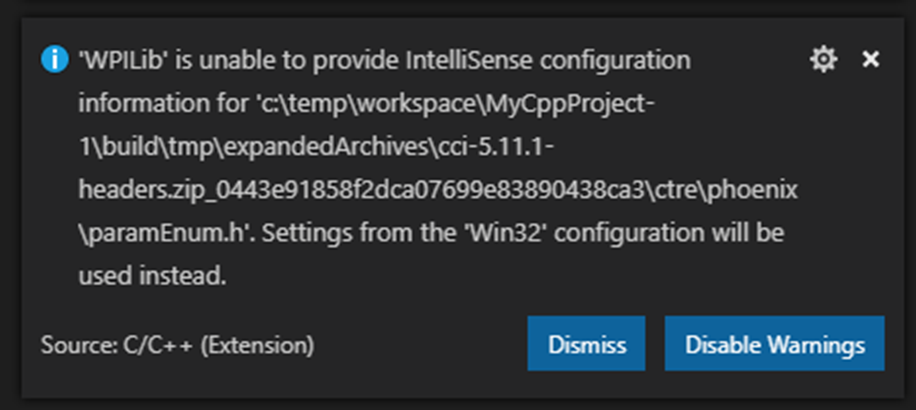 'WPILib' is unable to provide IntelliSense configuration
information for 'c:\temp\workspace\MyCppProject-
1\build\tmp\expandedArchives\cci-5.11.1-
headers.zip_0443e91858f2dca07699e83890438ca3\ctre\phoenix
\paramEnum.h'. Settings from the 'Win32' configuration will be
used instead.
Source: C/C++ (Extension)
Dismiss
Disable Warnings